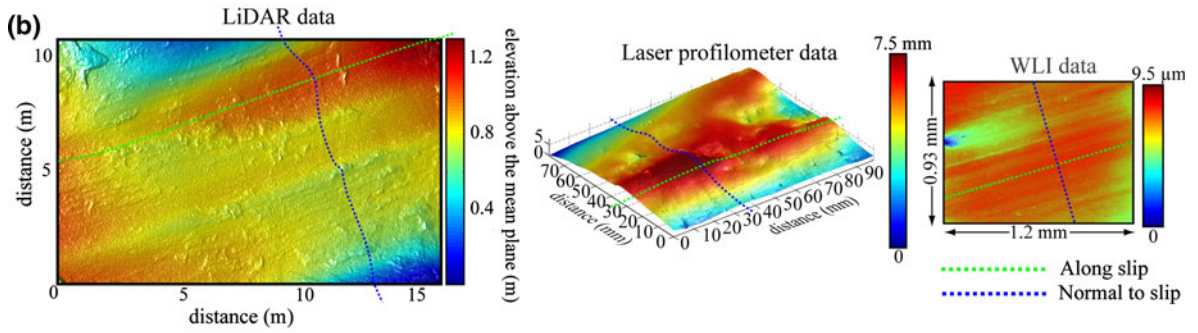 (b)
LiDAR data
10
5
0
distance (m)
0
5
10
15
distance (m)
1.2
0.8
0.4
elevation above the mean plane (m)
Laser profilometer data
5
0
70
60
50
40
30
20
10
0
distance (mm)
0
10
20
30
40
50
60
70
80
90
distance (mm)
7.5 mm
0
WLI data
0.93 mm
1.2 mm
9.5 µm
0
Along slip
Normal to slip